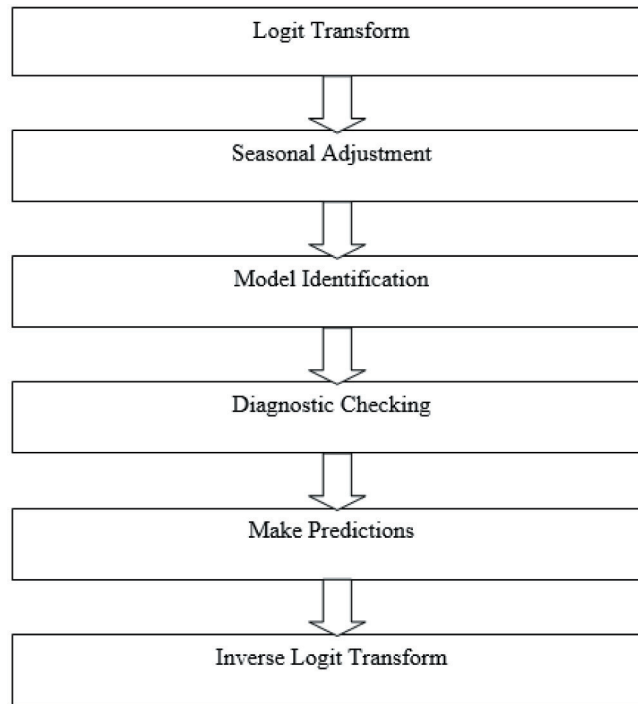 Logit Transform
Seasonal Adjustment
Model Identification
Diagnostic Checking
Make Predictions
Inverse Logit Transform